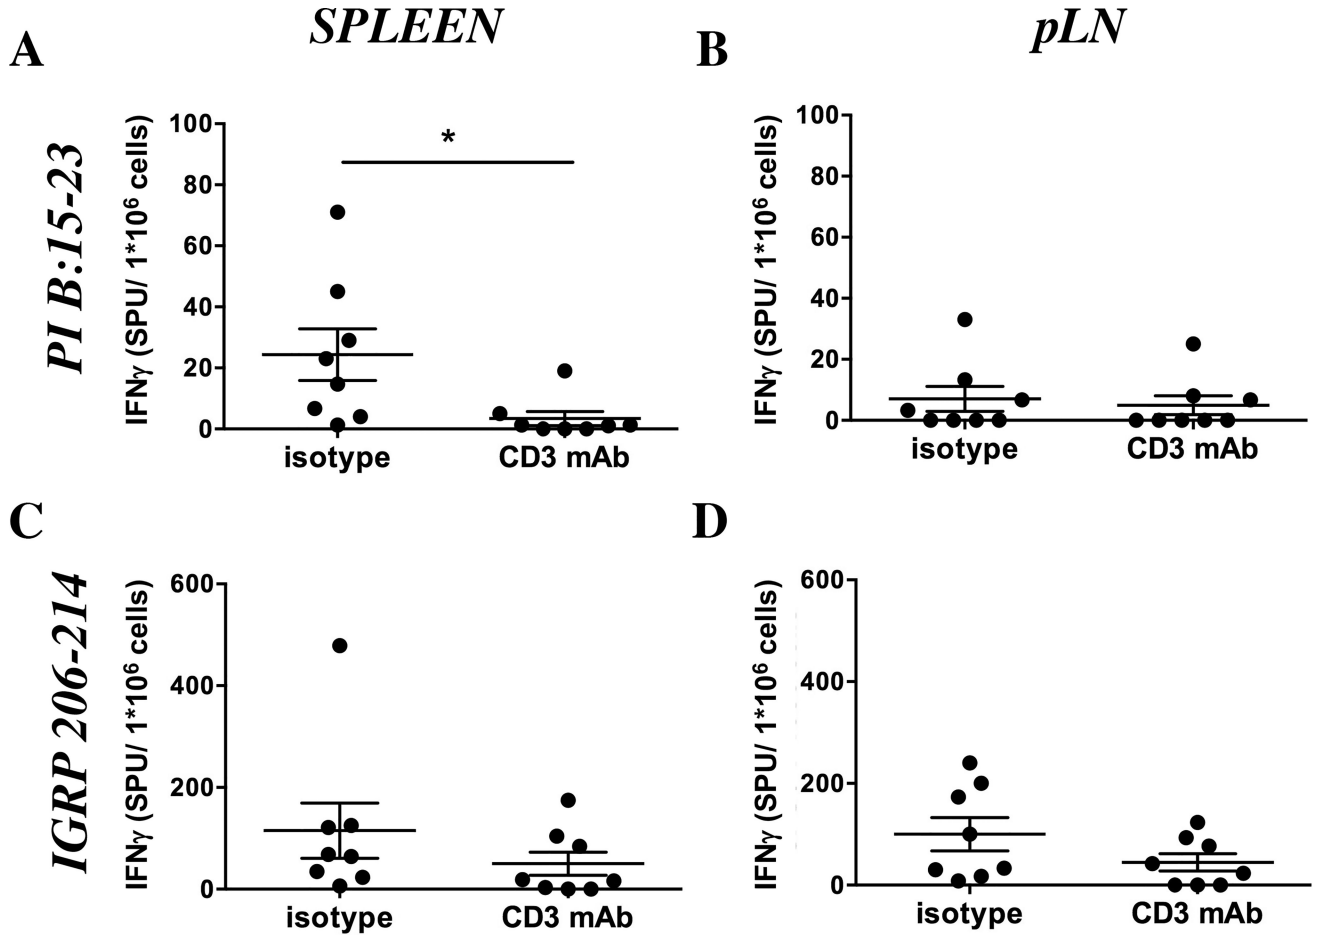 SPLEEN
pLN
A
B
PI B:15-23
IFNγ (SPU/ 1*10⁶ cells)
100
80
60
40
20
0
*
isotype
CD3 mAb
IFNγ (SPU/ 1*10⁶ cells)
100
80
60
40
20
0
isotype
CD3 mAb
C
D
IGRP 206-214
IFNγ (SPU/ 1*10⁶ cells)
600
400
200
0
isotype
CD3 mAb
IFNγ (SPU/ 1*10⁶ cells)
600
400
200
0
isotype
CD3 mAb